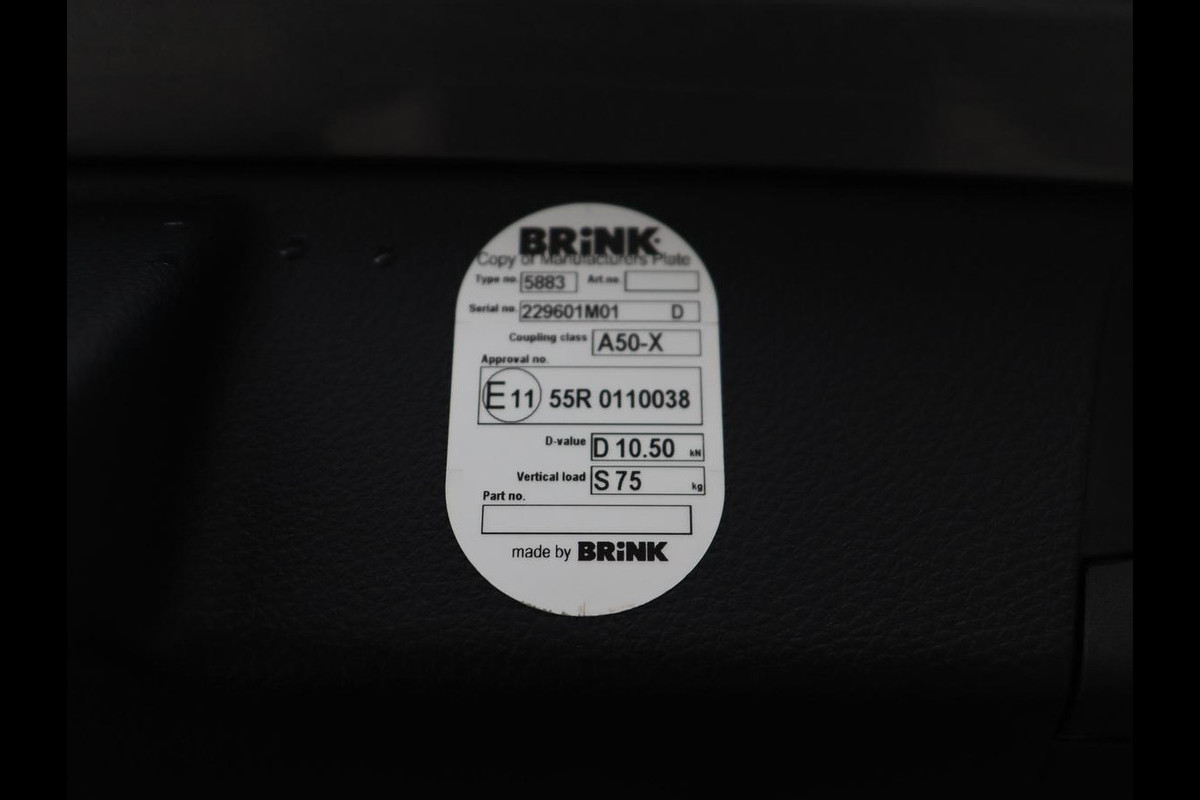 BRiNK
Copy of Manufacturers Plate
Type no. 5883 Art.no.
Serial no. 229601M01 D
Coupling class A50-X
Approval no.
E11 55R 0110038
D-value D 10.50 kN
Vertical load S 75 kg
Part no.
made by BRiNK